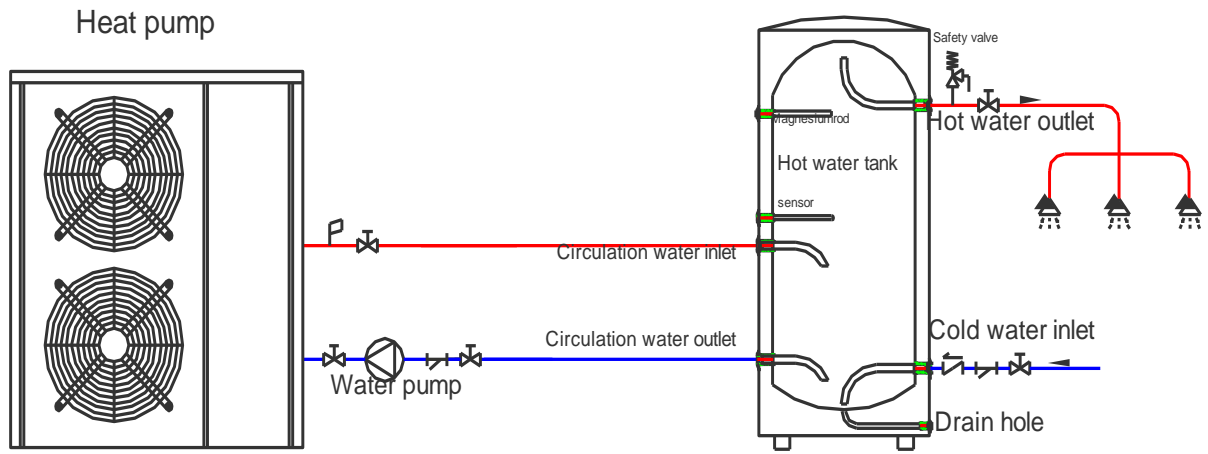 Heat pump
Safety valve
Magnesiumrod
Hot water outlet
Hot water tank
sensor
Circulation water inlet
Circulation water outlet
Cold water inlet
Water pump
Drain hole